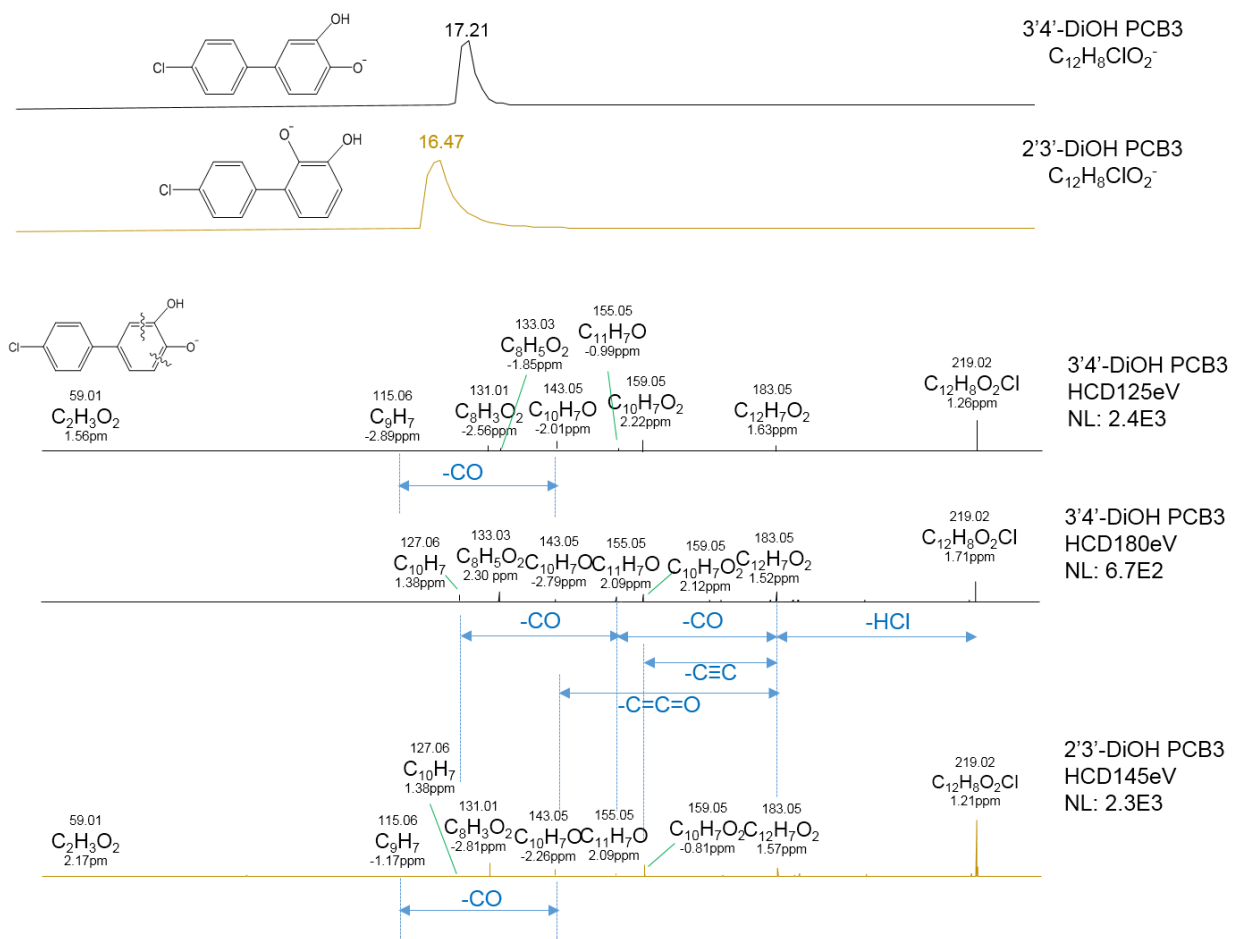 OH
17.21
3'4'-DiOH PCB3
Cl
O-
C12H8ClO2-
O-
OH
16.47
2'3'-DiOH PCB3
Cl
C12H8ClO2-
OH
Cl
O-
3'4'-DiOH PCB3
HCD125eV
NL: 2.4E3
59.01
C2H3O2
1.56pm
115.06
C9H7
-2.89ppm
131.01
C8H3O2
-2.56ppm
133.03
C8H5O2
-1.85ppm
143.05
C10H7O
-2.01ppm
155.05
C11H7O
-0.99ppm
159.05
C10H7O2
2.22ppm
183.05
C12H7O2
1.63ppm
219.02
C12H8O2Cl
1.26ppm
-CO
3'4'-DiOH PCB3
HCD180eV
NL: 6.7E2
127.06
C10H7
1.38ppm
133.03
C8H5O2
2.30 ppm
143.05
C10H7O
-2.79ppm
155.05
C11H7O
2.09ppm
159.05
C10H7O2
2.12ppm
183.05
C12H7O2
1.52ppm
219.02
C12H8O2Cl
1.71ppm
-CO
-CO
-HCl
-C≡C
-C=C=O
2'3'-DiOH PCB3
HCD145eV
NL: 2.3E3
59.01
C2H3O2
2.17pm
115.06
C9H7
-1.17ppm
127.06
C10H7
1.38ppm
131.01
C8H3O2
-2.81ppm
143.05
C10H7O
-2.26ppm
155.05
C11H7O
2.09ppm
159.05
C10H7O2
-0.81ppm
183.05
C12H7O2
1.57ppm
219.02
C12H8O2Cl
1.21ppm
-CO